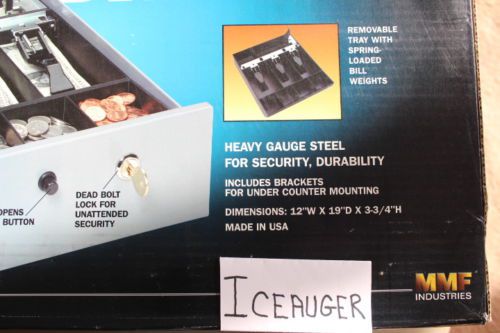 REMOVABLE
TRAY WITH
SPRING-
LOADED
BILL
WEIGHTS
HEAVY GAUGE STEEL
FOR SECURITY, DURABILITY
INCLUDES BRACKETS
FOR UNDER COUNTER MOUNTING
DIMENSIONS: 12"W X 19"D X 3-3/4"H
MADE IN USA
DEAD BOLT
LOCK FOR
UNATTENDED
SECURITY
OPENS
BUTTON
ICEAUGER
MMF
INDUSTRIES